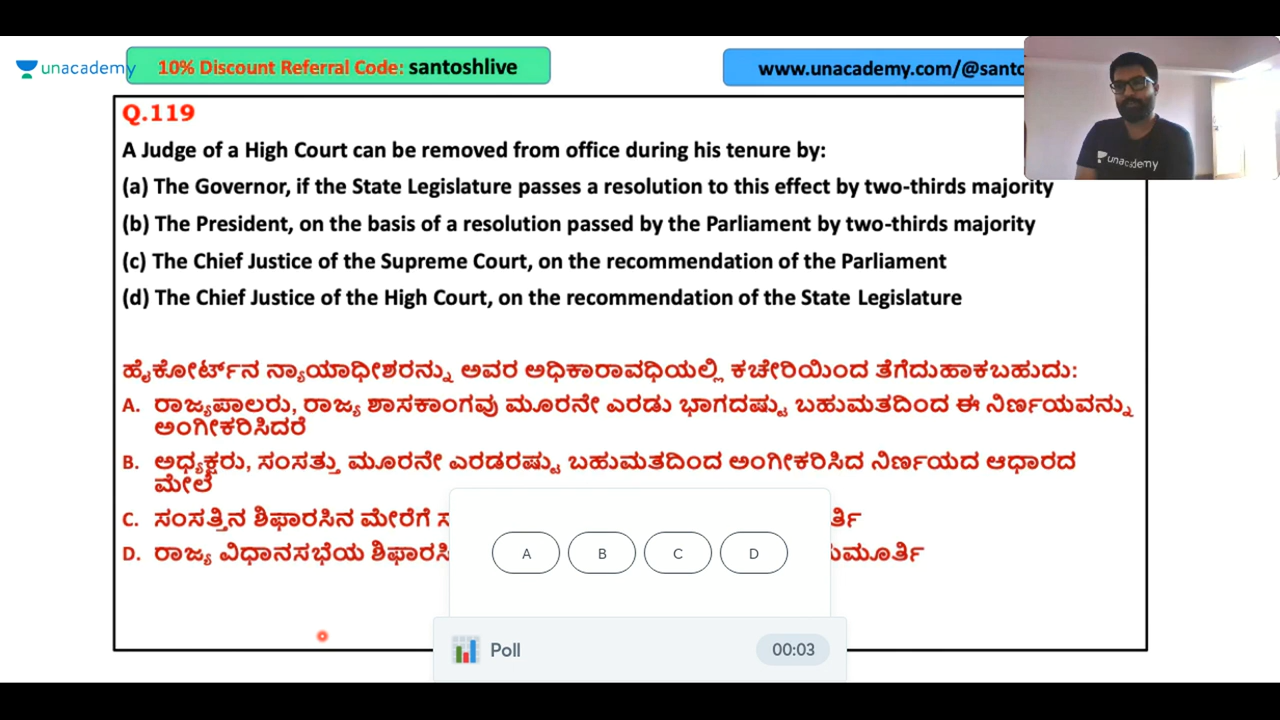 unacademy
10% Discount Referral Code: santoshlive
www.unacademy.com/@santo
unacademy
Q.119
A Judge of a High Court can be removed from office during his tenure by:
(a) The Governor, if the State Legislature passes a resolution to this effect by two-thirds majority
(b) The President, on the basis of a resolution passed by the Parliament by two-thirds majority
(c) The Chief Justice of the Supreme Court, on the recommendation of the Parliament
(d) The Chief Justice of the High Court, on the recommendation of the State Legislature
ಹೈಕೋರ್ಟ್‌ನ ನ್ಯಾಯಾಧೀಶರನ್ನು ಅವರ ಅಧಿಕಾರಾವಧಿಯಲ್ಲಿ ಕಚೇರಿಯಿಂದ ತೆಗೆದುಹಾಕಬಹುದು:
A. ರಾಜ್ಯಪಾಲರು, ರಾಜ್ಯ ಶಾಸಕಾಂಗವು ಮೂರನೇ ಎರಡು ಭಾಗದಷ್ಟು ಬಹುಮತದಿಂದ ಈ ನಿರ್ಣಯವನ್ನು
ಅಂಗೀಕರಿಸಿದರೆ
B. ಅಧ್ಯಕ್ಷರು, ಸಂಸತ್ತು ಮೂರನೇ ಎರಡರಷ್ಟು ಬಹುಮತದಿಂದ ಅಂಗೀಕರಿಸಿದ ನಿರ್ಣಯದ ಆಧಾರದ
ಮೇಲೆ
C. ಸಂಸತ್ತಿನ ಶಿಫಾರಸಿನ ಮೇರೆಗೆ
D. ರಾಜ್ಯ ವಿಧಾನಸಭೆಯ
A B C D
Poll 00:03